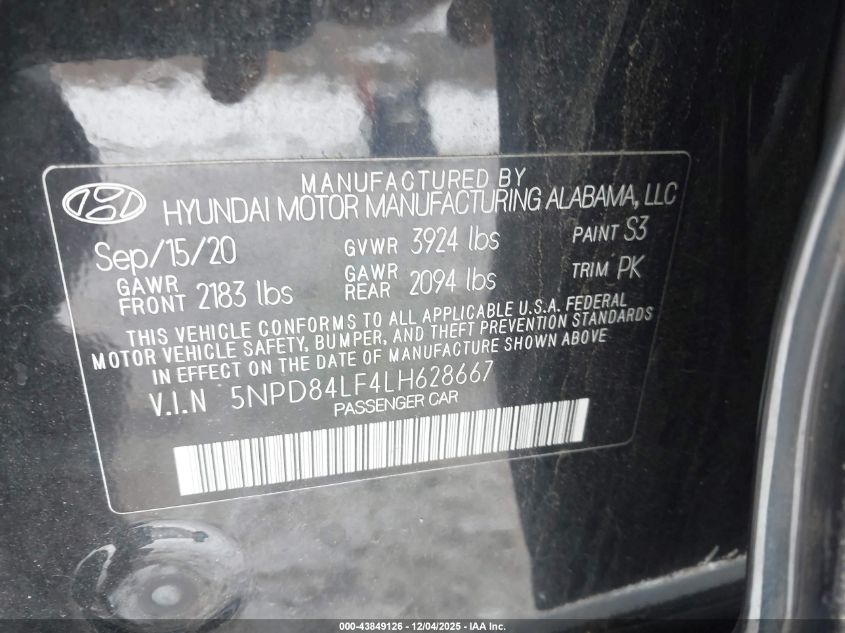 MANUFACTURED BY
HYUNDAI MOTOR MANUFACTURING ALABAMA, LLC
Sep/15/20 GVWR 3924 lbs PAINT S3
GAWR FRONT 2183 lbs GAWR REAR 2094 lbs TRIM PK
THIS VEHICLE CONFORMS TO ALL APPLICABLE U.S.A. FEDERAL
MOTOR VEHICLE SAFETY, BUMPER, AND THEFT PREVENTION STANDARDS
IN EFFECT ON THE DATE OF MANUFACTURE SHOWN ABOVE
V.I.N 5NPD84LF4LH628667
PASSENGER CAR
000-43849126 - 12/04/2025 - IAA Inc.